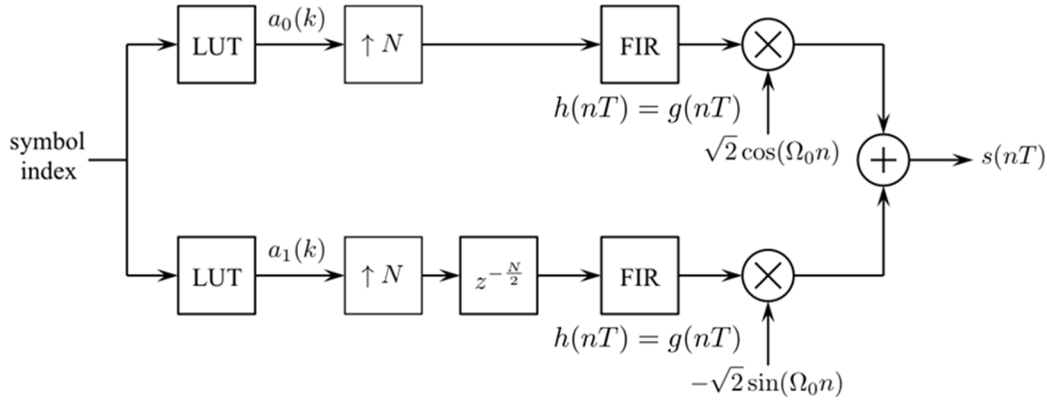 a₀(k)
LUT
↑ N
FIR
h(nT) = g(nT)
√2 cos(Ω₀n)
symbol
index
+
s(nT)
a₁(k)
LUT
↑ N
z^{-N/2}
FIR
h(nT) = g(nT)
−√2 sin(Ω₀n)